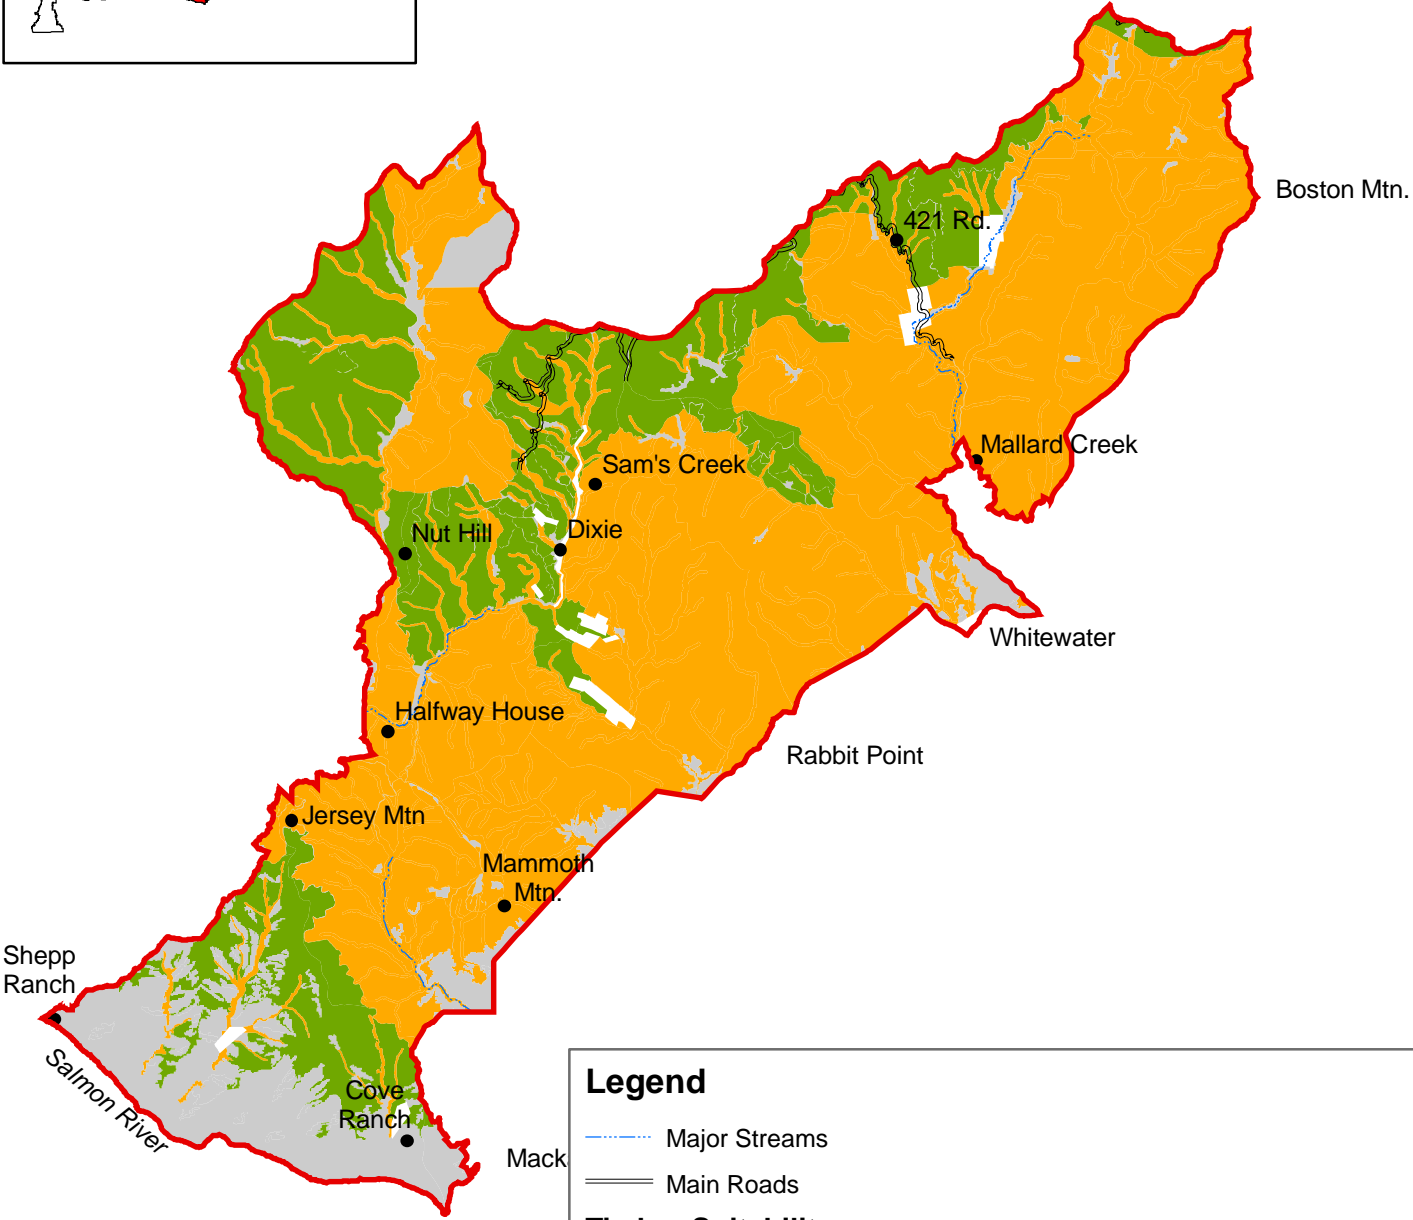 Boston Mtn.
421 Rd.
Mallard Creek
Sam's Creek
Nut Hill
Dixie
Whitewater
Halfway House
Rabbit Point
Jersey Mtn
Mammoth
Mtn.
Shepp
Ranch
Salmon River
Cove
Ranch
Legend
Major Streams
Main Roads